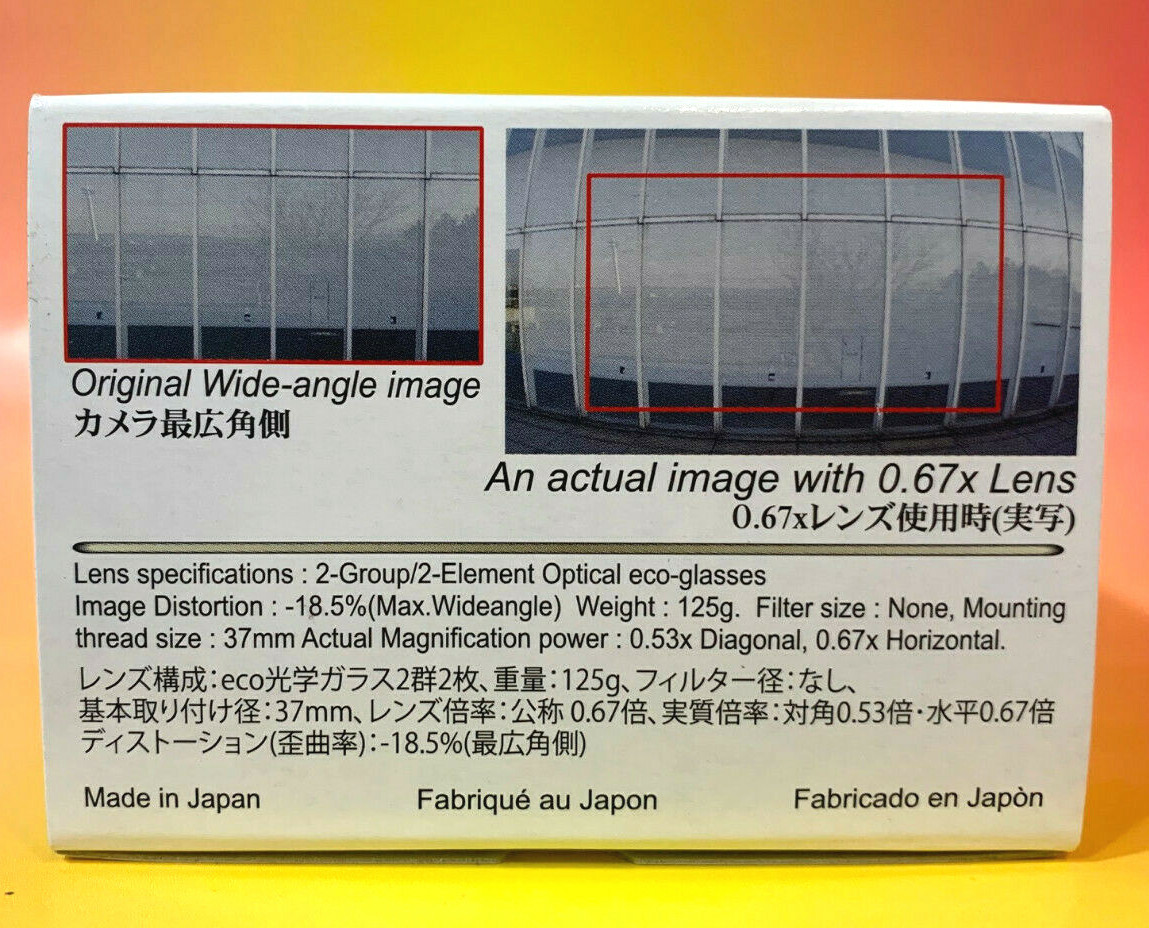 Original Wide-angle image
カメラ最広角側
An actual image with 0.67x Lens
0.67xレンズ使用時(実写)
Lens specifications : 2-Group/2-Element Optical eco-glasses
Image Distortion : -18.5%(Max.Wideangle) Weight : 125g. Filter size : None, Mounting
thread size : 37mm Actual Magnification power : 0.53x Diagonal, 0.67x Horizontal.
レンズ構成:eco光学ガラス2群2枚、重量:125g、フィルター径:なし、
基本取り付け径:37mm、レンズ倍率:公称 0.67倍、実質倍率:対角0.53倍・水平0.67倍
ディストーション(歪曲率):-18.5%(最広角側)
Made in Japan Fabriqué au Japon Fabricado en Japòn